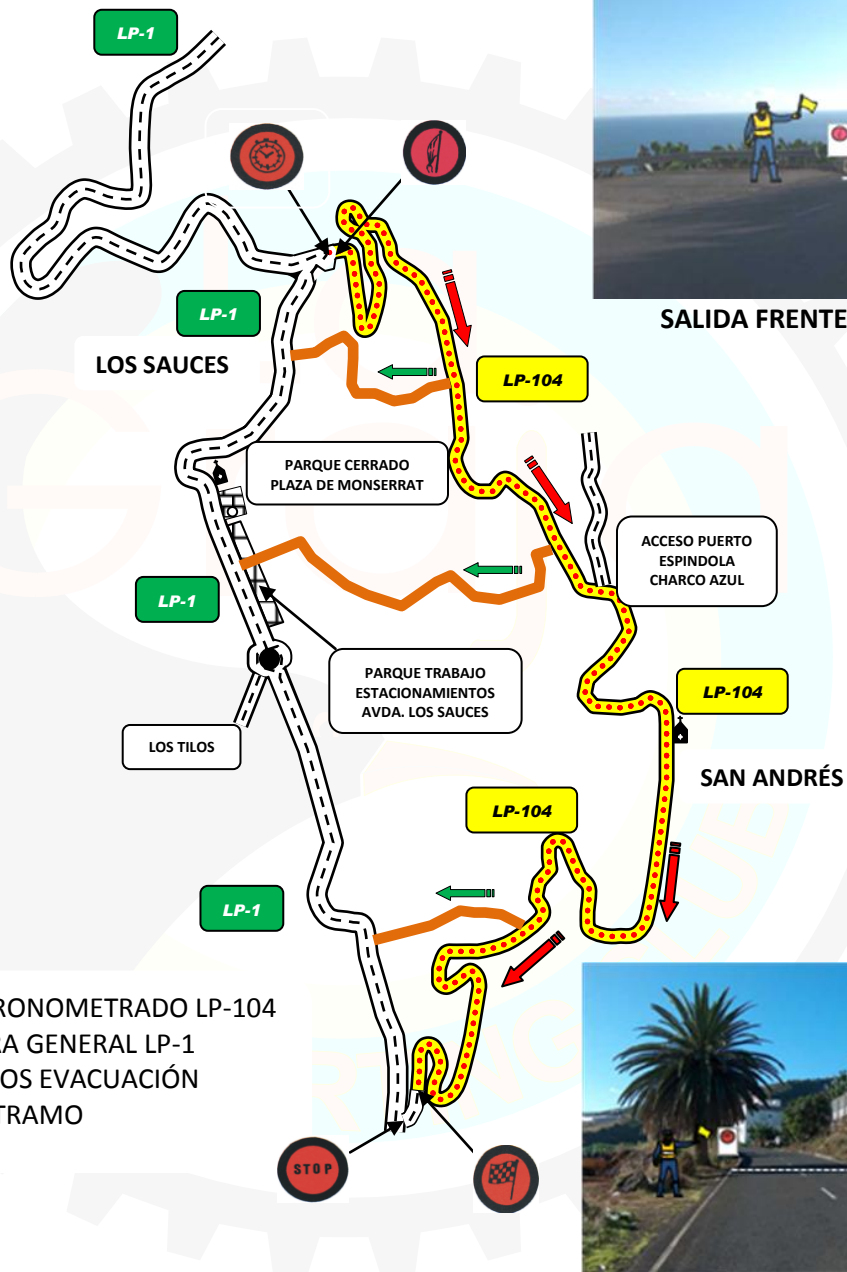 LP-1
SALIDA FRENTE
LP-1
LOS SAUCES
LP-104
PARQUE CERRADO
PLAZA DE MONSERRAT
ACCESO PUERTO
ESPINDOLA
CHARCO AZUL
LP-1
PARQUE TRABAJO
ESTACIONAMIENTOS
AVDA. LOS SAUCES
LP-104
LOS TILOS
SAN ANDRÉS
LP-104
LP-1
RONOMETRADO LP-104
RA GENERAL LP-1
OS EVACUACIÓN
TRAMO
STOP